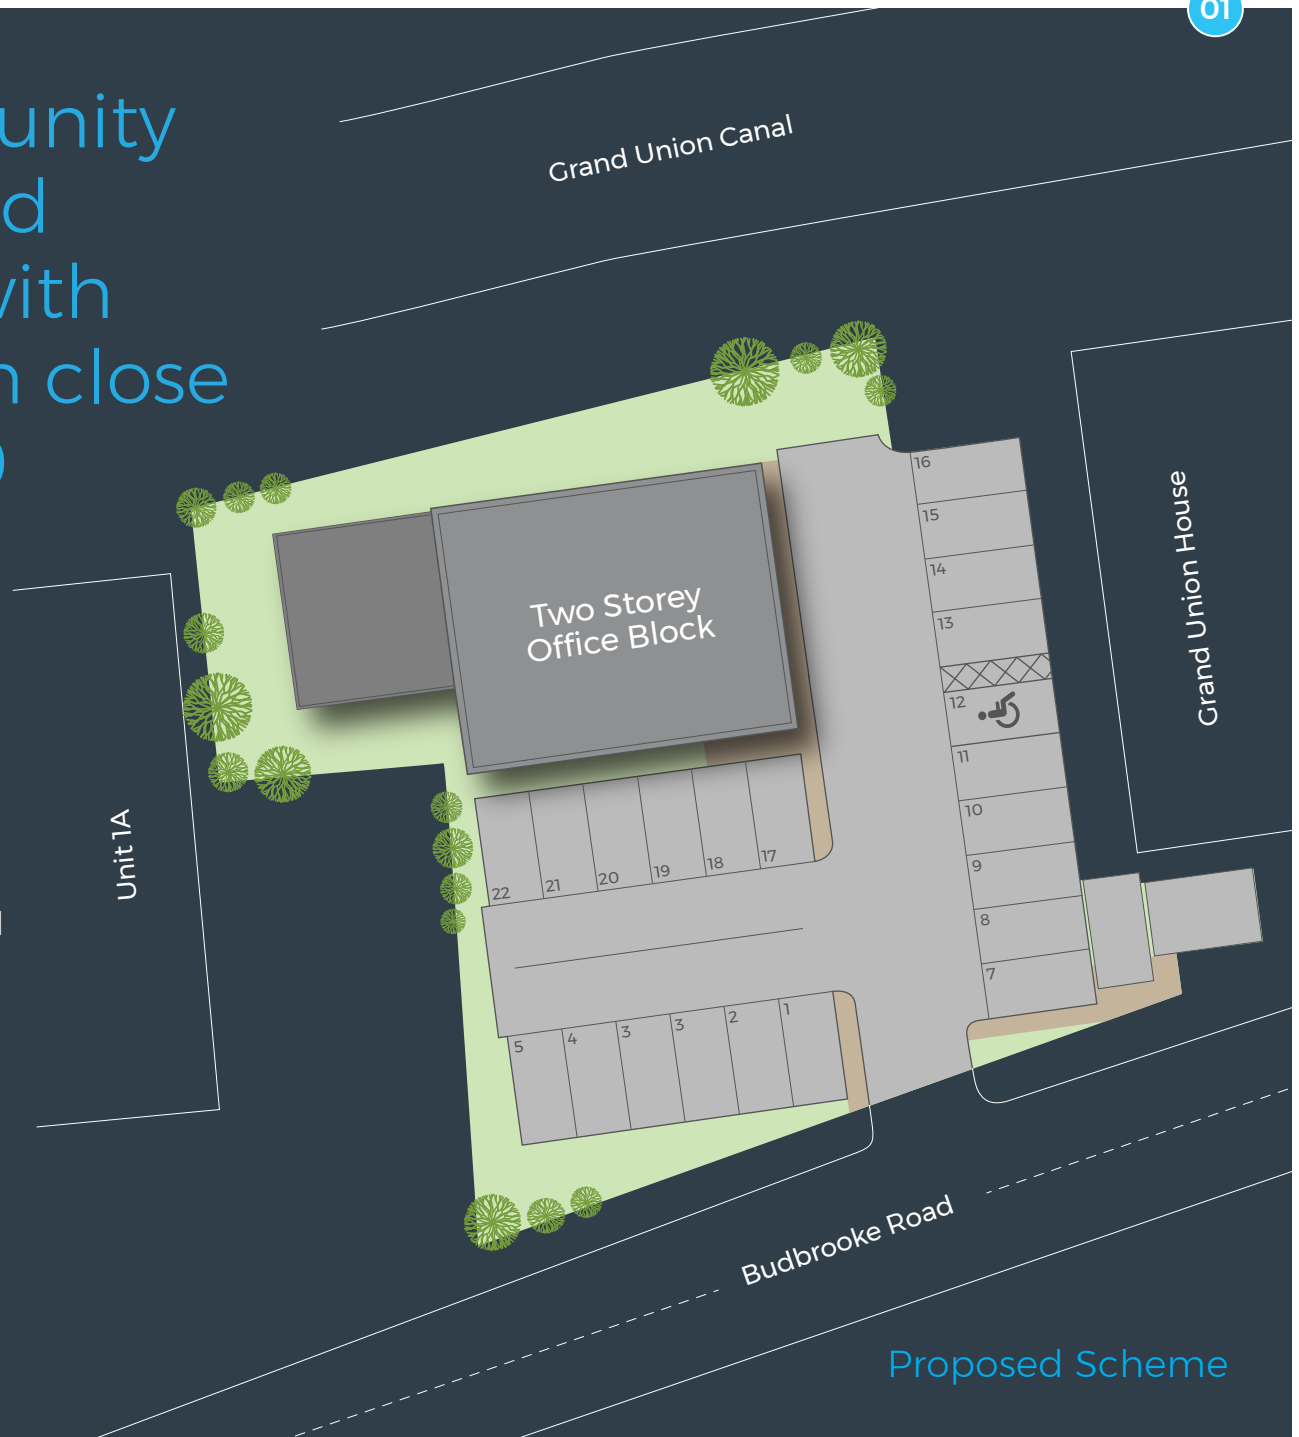 01
unity
d
with
n close
Grand Union Canal
16
15
14
13
12
11
10
9
8
7
Grand Union House
Two Storey
Office Block
Unit 1A
22 21 20 19 18 17
5 4 3 3 2 1
Budbrooke Road
Proposed Scheme